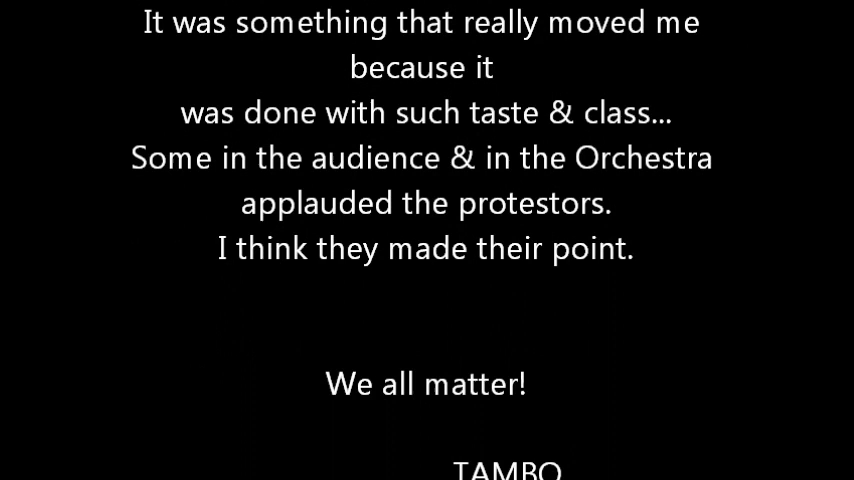 It was something that really moved me
because it
was done with such taste & class...
Some in the audience & in the Orchestra
applauded the protestors.
I think they made their point.
We all matter!
TAMBO